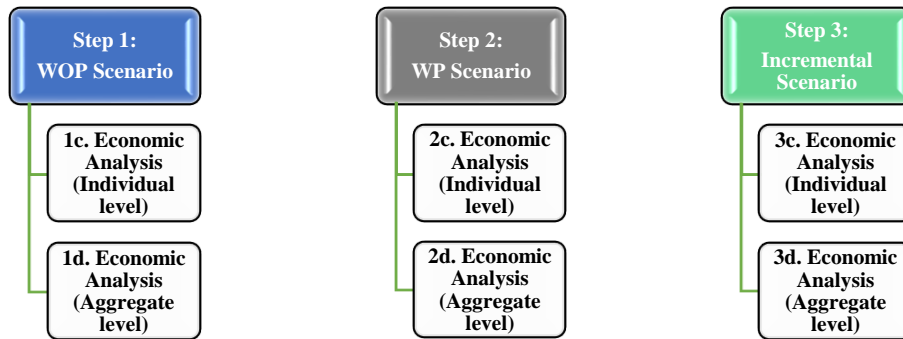 Step 1:
WOP Scenario
1c. Economic
Analysis
(Individual
level)
1d. Economic
Analysis
(Aggregate
level)
Step 2:
WP Scenario
2c. Economic
Analysis
(Individual
level)
2d. Economic
Analysis
(Aggregate
level)
Step 3:
Incremental
Scenario
3c. Economic
Analysis
(Individual
level)
3d. Economic
Analysis
(Aggregate
level)